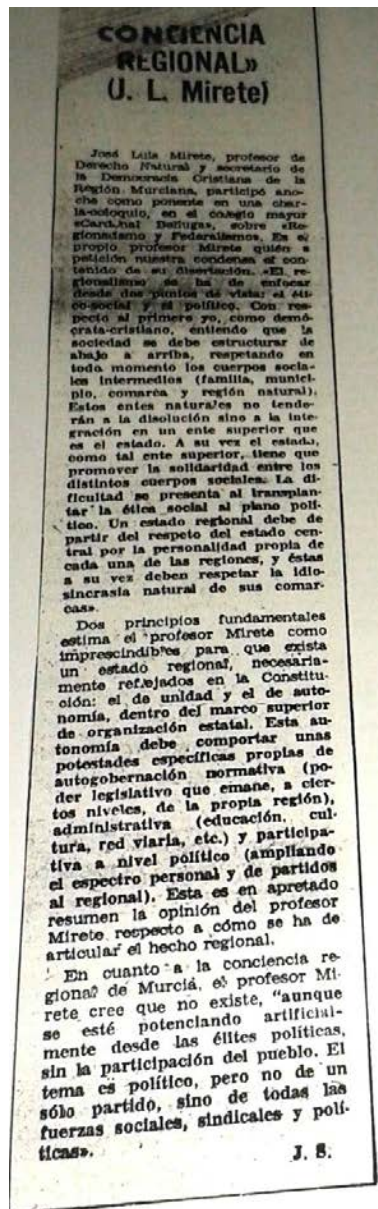 CONCIENCIA
REGIONAL»
(J. L. Mirete)
José Luis Mirete, profesor de
Derecho Natural y secretario de
la Democracia Cristiana de la
Región Murciana, participó ano-
che como ponente en una char-
la-coloquio, en el colegio mayor
«Cardenal Belluga», sobre «Re-
gionalismo y Federalismo». Es el
propio profesor Mirete quién a
petición nuestra condensa el con-
tenido de su disertación. «El re-
gionalismo se ha de enfocar
desde dos puntos de vista: el éti-
co-social y el político. Con res-
pecto al primero yo, como demó-
crata-cristiano, entiendo que la
sociedad se debe estructurar de
abajo a arriba, respetando en
todo momento los cuerpos socia-
les intermedios (familia, munici-
pio, comarca y región natural).
Estos entes naturales no tende-
rán a la disolución sino a la inte-
gración en un ente superior que
es el estado. A su vez el estado,
como tal ente superior, tiene que
promover la solidaridad entre los
distintos cuerpos sociales. La di-
ficultad se presenta al transplan-
tar la ética social al plano polí-
tico. Un estado regional debe de
partir del respeto del estado cen-
tral por la personalidad propia de
cada una de las regiones, y éstas
a su vez deben respetar la idio-
sincrasia natural de sus comar-
cas».
Dos principios fundamentales
estima el profesor Mirete como
imprescindibles para que exista
un estado regional, necesaria-
mente reflejados en la Constitu-
ción: el de unidad y el de auto-
nomía, dentro del marco superior
de organización estatal. Esta au-
tonomía debe comportar unas
potestades específicas propias de
autogobernación normativa (po-
der legislativo que emane, a cier-
tos niveles, de la propia región),
administrativa (educación, cul-
tura, red viaria, etc.) y participa-
tiva a nivel político (ampliando
el espectro personal y de partidos
al regional). Esta es en apretado
resumen la opinión del profesor
Mirete respecto a cómo se ha de
articular el hecho regional.
En cuanto a la conciencia re-
gional de Murcia, el profesor Mi-
rete cree que no existe, "aunque
se esté potenciando artificial-
mente desde las élites políticas,
sin la participación del pueblo. El
tema es político, pero no de un
sólo partido, sino de todas las
fuerzas sociales, sindicales y polí-
ticas».
J. S.